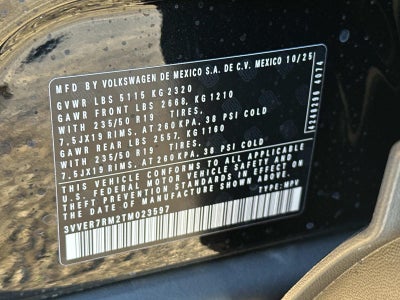 MFD BY VOLKSWAGEN DE MEXICO S.A. DE C.V. MEXICO 10/25
GVWR LBS 5115 KG 2320
GAWR FRONT LBS 2668, KG 1210
WITH 235/50 R19 TIRES,
7.5JX19 RIMS, AT 260 KPA, 38 PSI COLD
GAWR REAR LBS 2557, KG 1160
WITH 235/50 R19 TIRES,
7.5JX19 RIMS, AT 260 KPA, 38 PSI COLD
THIS VEHICLE CONFORMS TO ALL APPLICABLE
U.S. FEDERAL MOTOR VEHICLE SAFETY AND
THEFT PREVENTION STANDARDS IN EFFECT ON
THE DATE OF MANUFACTURE SHOWN ABOVE.
3VVER7RM2TM023597
TYPE: MPV